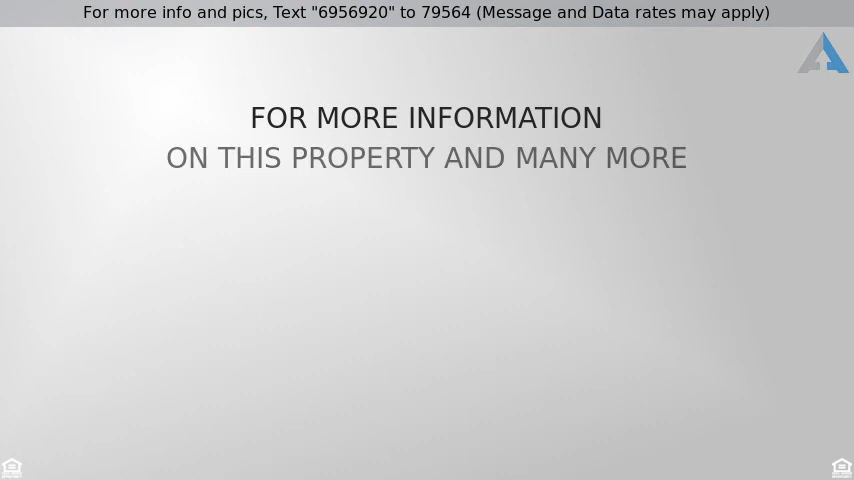 For more info and pics, Text "6956920" to 79564 (Message and Data rates may apply)
FOR MORE INFORMATION
ON THIS PROPERTY AND MANY MORE